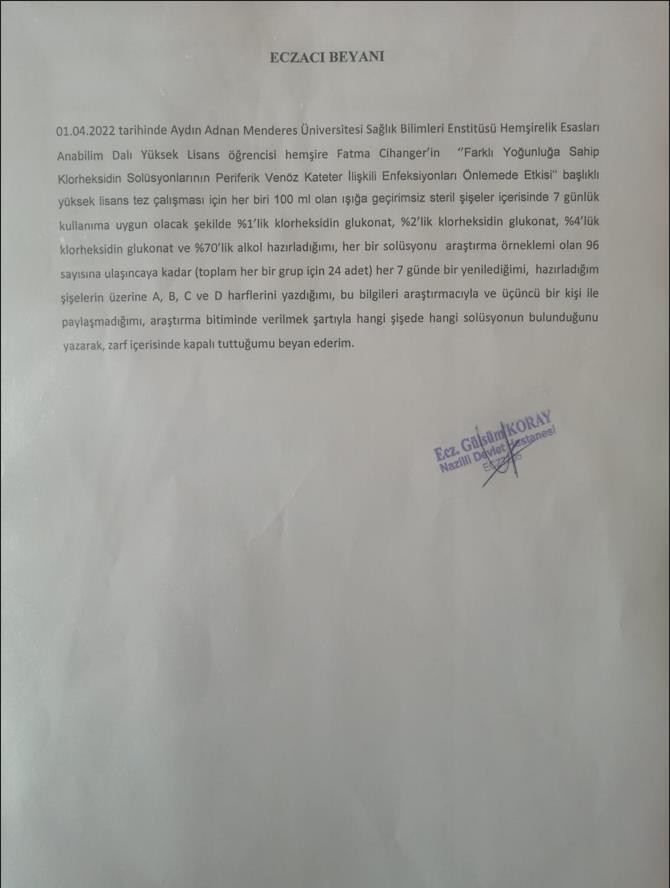 ECZACI BEYANI
01.04.2022 tarihinde Aydın Adnan Menderes Üniversitesi Sağlık Bilimleri Enstitüsü Hemşirelik Esasları
Anabilim Dalı Yüksek Lisans öğrencisi hemşire Fatma Cihanger’in “Farklı Yoğunluğa Sahip
Klorheksidin Solüsyonlarının Periferik Venöz Kateter İlişkili Enfeksiyonları Önlemede Etkisi” başlıklı
yüksek lisans tez çalışması için her biri 100 ml olan ışığa geçirimsiz steril şişeler içerisinde 7 günlük
kullanıma uygun olacak şekilde %1’lik klorheksidin glukonat, %2’lik klorheksidin glukonat, %4’lük
klorheksidin glukonat ve %70’lik alkol hazırladığımı, her bir solüsyonu araştırma örneklemi olan 96
sayısına ulaşıncaya kadar (toplam her bir grup için 24 adet) her 7 günde bir yenilediğimi, hazırladığım
şişelerin üzerine A, B, C ve D harflerini yazdığımı, bu bilgileri araştırmacıyla ve üçüncü bir kişi ile
paylaşmadığımı, araştırma bitiminde verilmek şartıyla hangi şişede hangi solüsyonun bulunduğunu
yazarak, zarf içerisinde kapalı tuttuğumu beyan ederim.
Ecz. Gülsüm KORAY
Nazilli Devlet Hastanesi